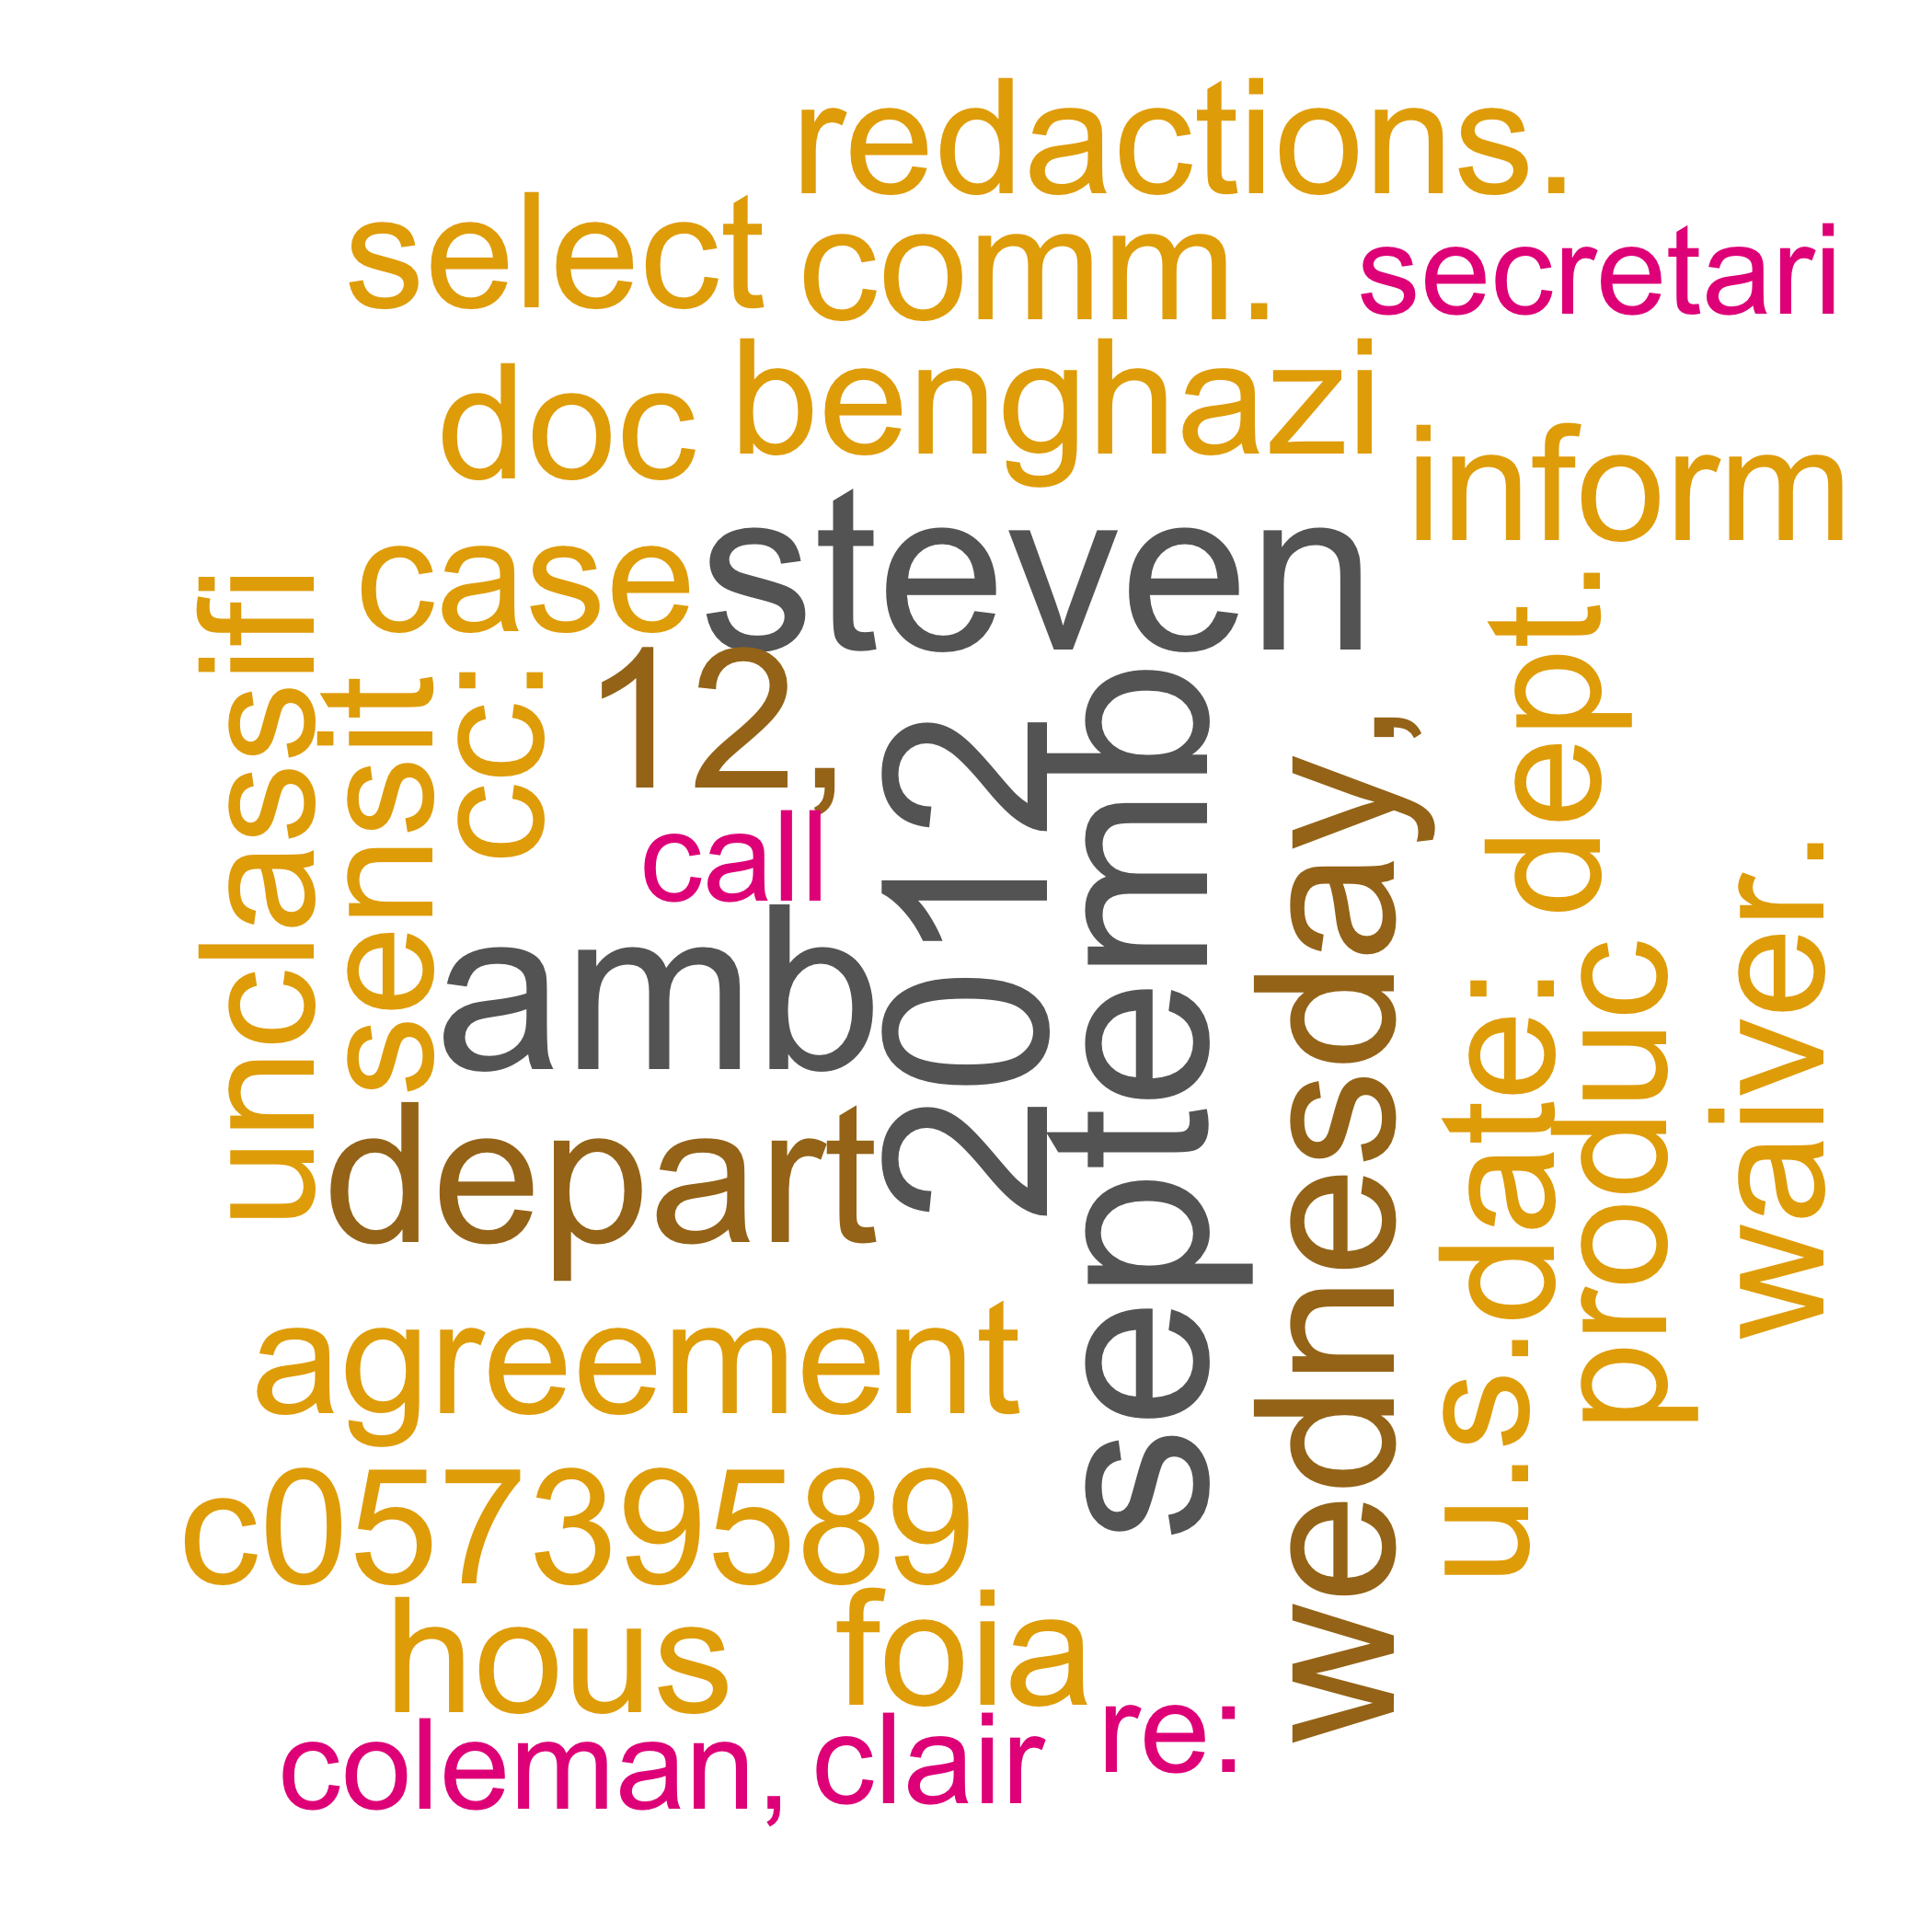 redactions.
select comm. secretari
doc benghazi
inform
case steven
unclassifi
sensit
cc:
12,
2012
septemb
wednesday,
dept.
call
amb
depart
date:
produc
waiver.
u.s.
agreement
c05739589
hous foia
coleman, clair re: